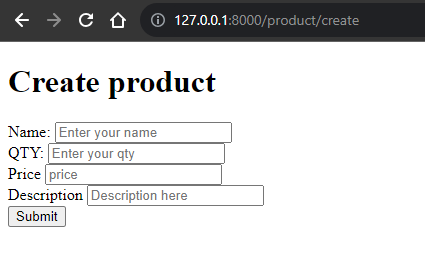 127.0.0.1:8000/product/create
Create product
Name: Enter your name
QTY: Enter your qty
Price price
Description Description here
Submit